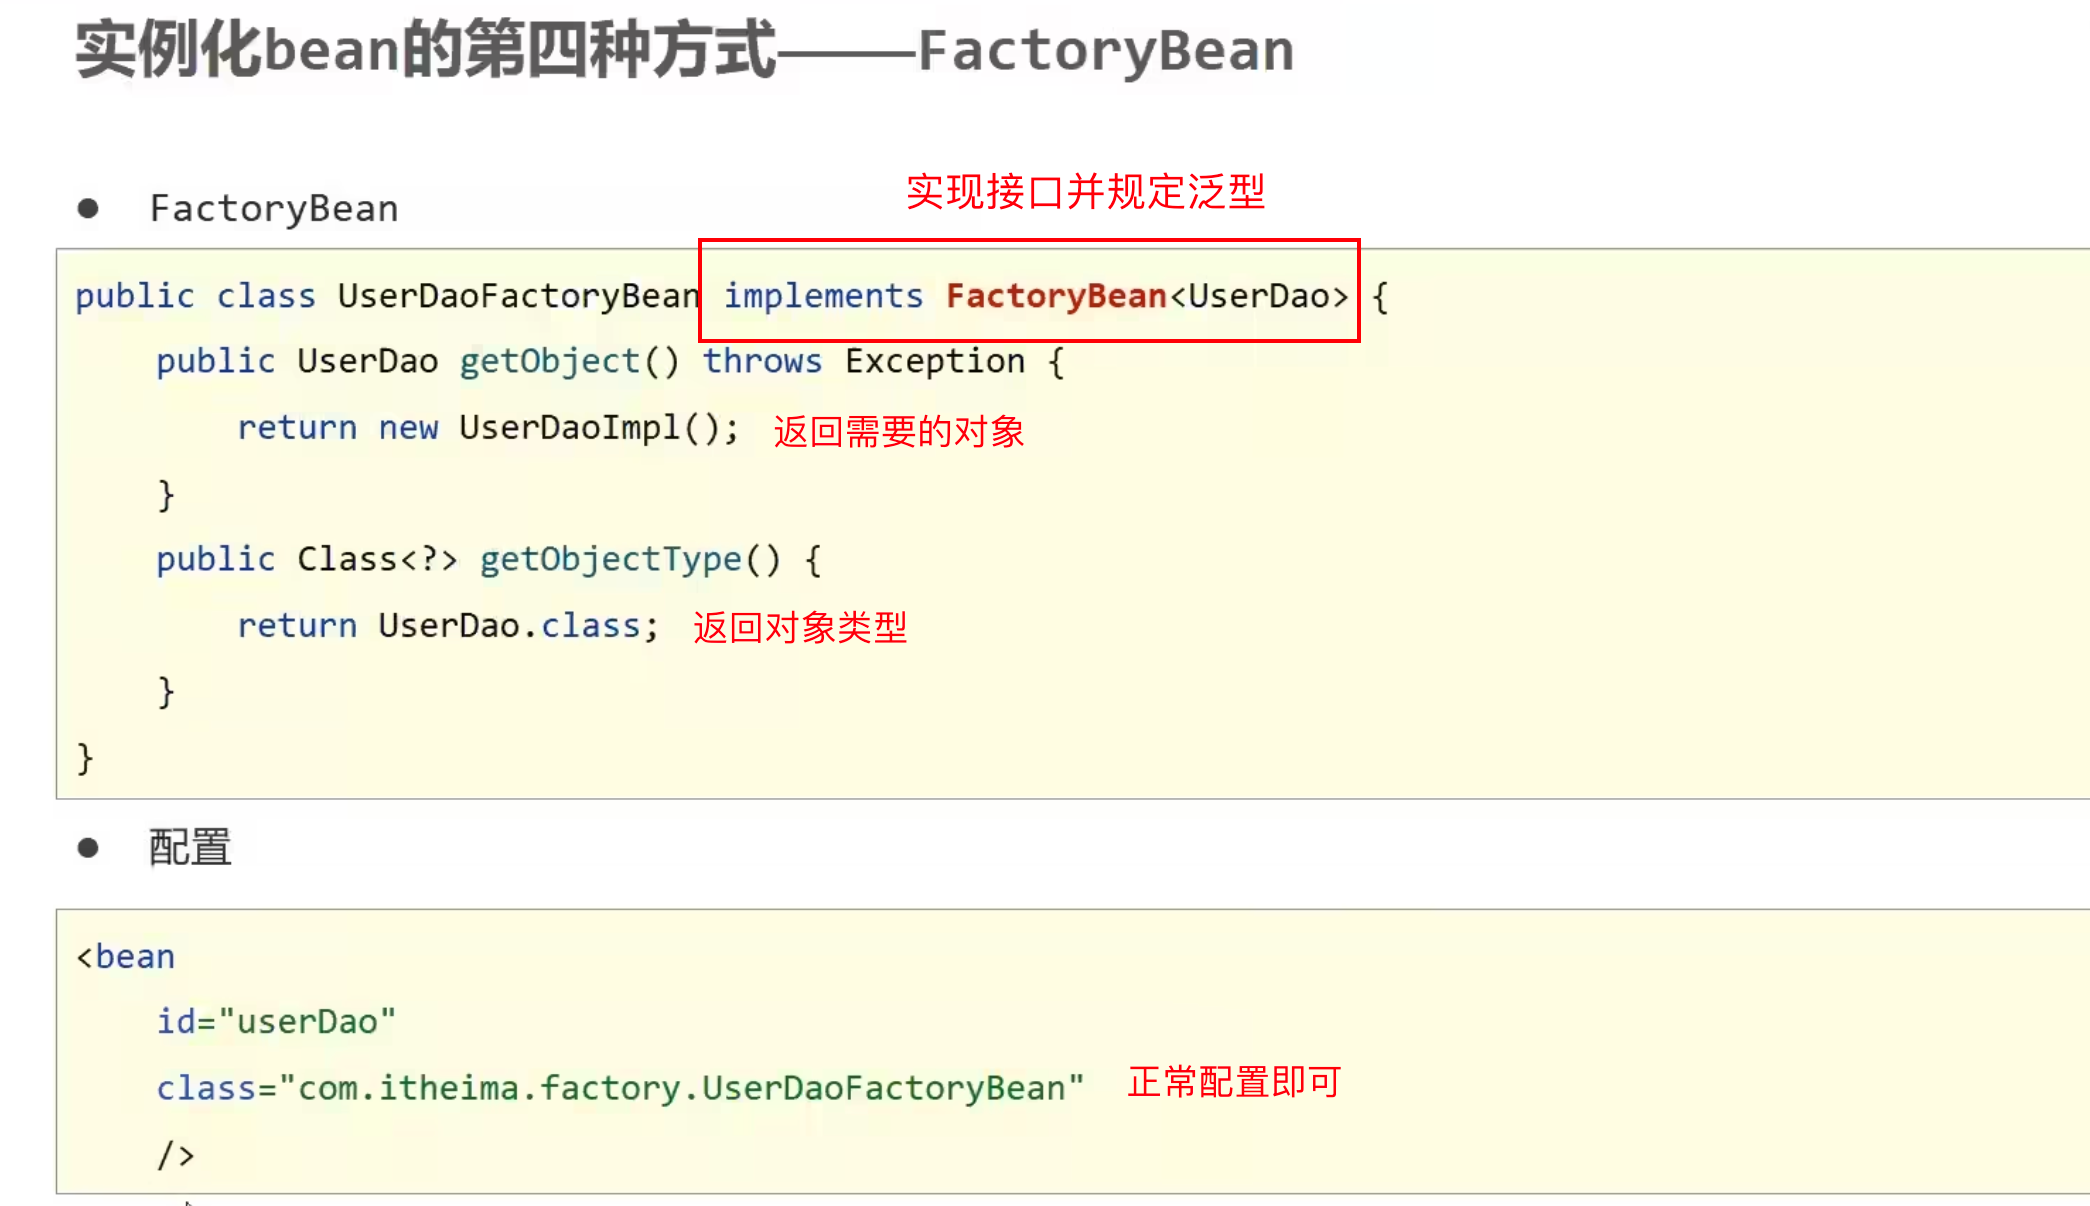 实例化bean的第四种方式——FactoryBean
● FactoryBean
实现接口并规定泛型
public class UserDaoFactoryBean implements FactoryBean<UserDao> {
public UserDao getObject() throws Exception {
return new UserDaoImpl(); 返回需要的对象
}
public Class<?> getObjectType() {
return UserDao.class; 返回对象类型
}
}
● 配置
<bean
id="userDao"
class="com.itheima.factory.UserDaoFactoryBean" 正常配置即可
/>